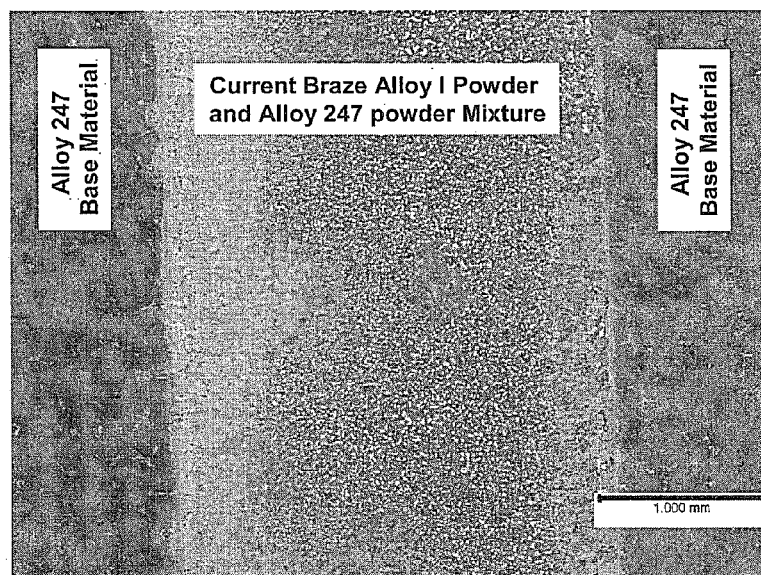 Alloy 247
Base Material
Current Braze Alloy I Powder
and Alloy 247 powder Mixture
Alloy 247
Base Material
1.000 mm